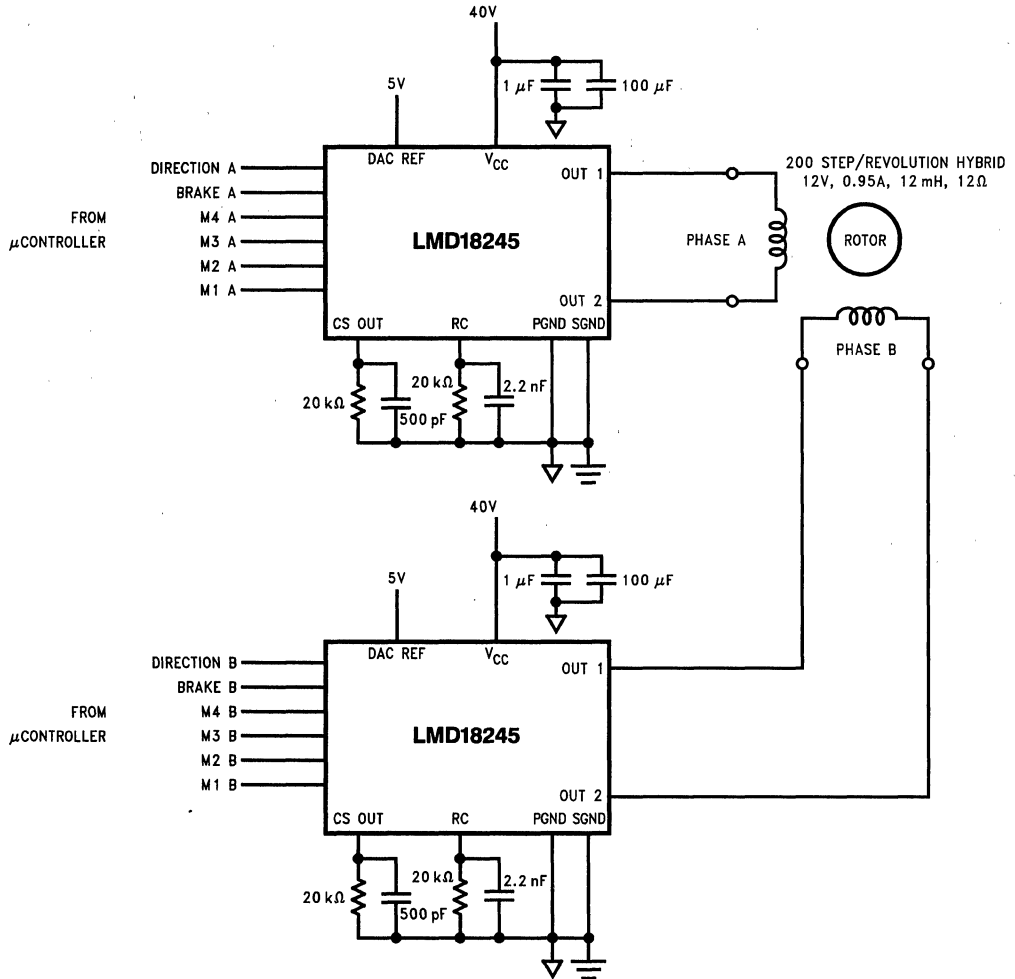 40V
1 μF
100 μF
5V
DAC REF
VCC
DIRECTION A
BRAKE A
M4 A
M3 A
M2 A
M1 A
FROM
μCONTROLLER
LMD18245
OUT 1
OUT 2
CS OUT
RC
PGND
SGND
20 kΩ
500 pF
20 kΩ
2.2 nF
200 STEP/REVOLUTION HYBRID
12V, 0.95A, 12 mH, 12Ω
PHASE A
ROTOR
PHASE B
40V
1 μF
100 μF
5V
DAC REF
VCC
DIRECTION B
BRAKE B
M4 B
M3 B
M2 B
M1 B
FROM
μCONTROLLER
LMD18245
OUT 1
OUT 2
CS OUT
RC
PGND
SGND
20 kΩ
500 pF
20 kΩ
2.2 nF